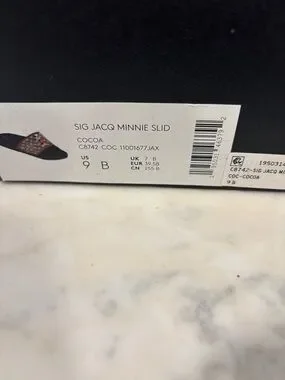 SIG JACQ MINNIE SLID
COCOA
C8742 COC 11001677JAX
US
9 B
UK 7 B
EUR 39.5B
CN 255 B
C8742-SIG JACQ MI
COC-COCOA
9 B